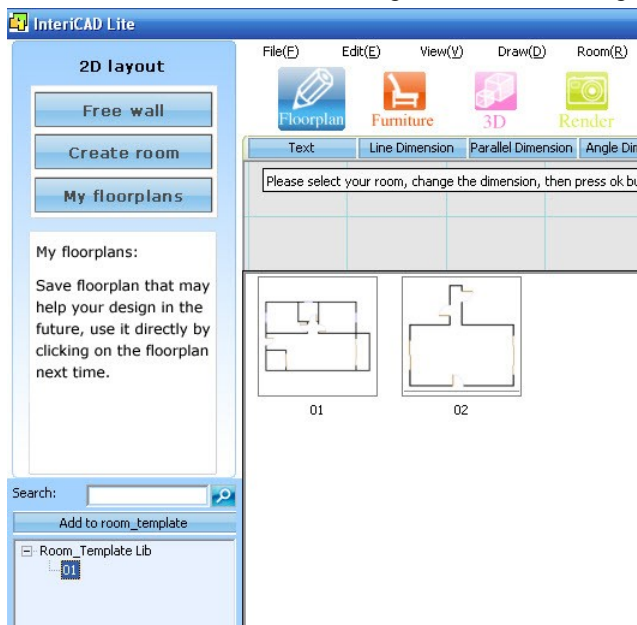 InteriCAD Lite
2D layout
Free wall
Create room
My floorplans
My floorplans:
Save floorplan that may
help your design in the
future, use it directly by
clicking on the floorplan
next time.
Search:
Add to room_template
Room_Template Lib
01
File(F) Edit(E) View(V) Draw(D) Room(R)
Floorplan Furniture 3D Render
Text Line Dimension Parallel Dimension Angle Di
Please select your room, change the dimension, then press ok bu
01 02